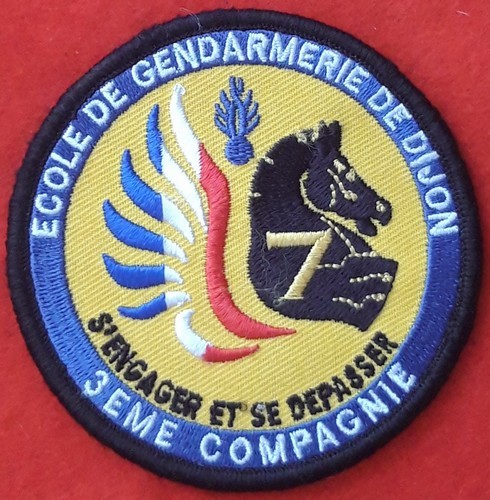 ECOLE DE GENDARMERIE DE DIJON
7
S'ENGAGER ET SE DEPASSER
3EME COMPAGNIE